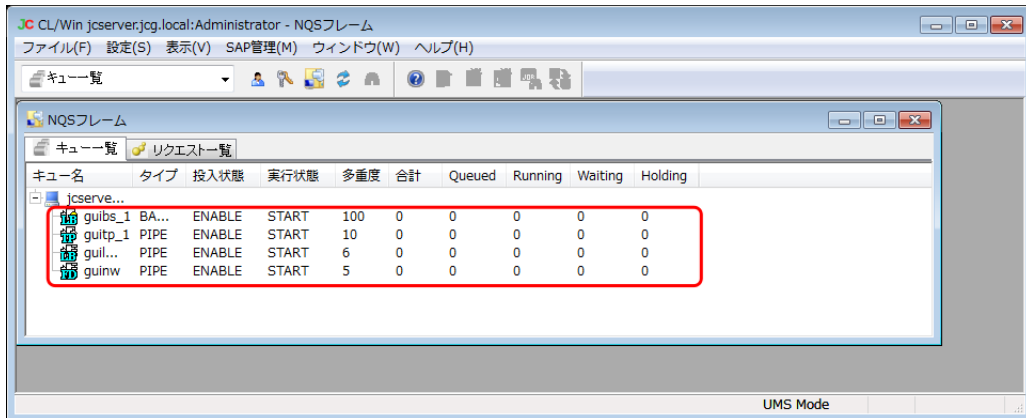 JC CL/Win jcserver.jcg.local:Administrator - NQSフレーム
ファイル(F) 設定(S) 表示(V) SAP管理(M) ウィンドウ(W) ヘルプ(H)
キュー一覧
NQSフレーム
キュー一覧 リクエスト一覧
キュー名 タイプ 投入状態 実行状態 多重度 合計 Queued Running Waiting Holding
jcserve...
guibs_1 BA... ENABLE START 100 0 0 0 0 0
guitp_1 PIPE ENABLE START 10 0 0 0 0 0
guil... PIPE ENABLE START 6 0 0 0 0 0
guinw PIPE ENABLE START 5 0 0 0 0 0
UMS Mode